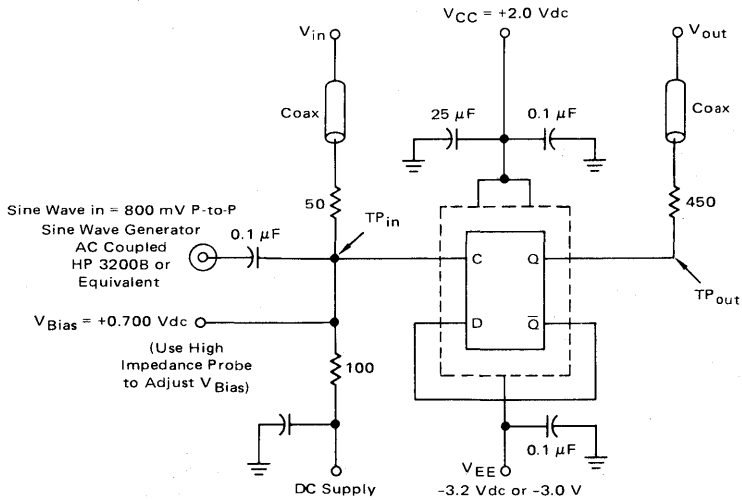 V_in
V_CC = +2.0 Vdc
V_out
Coax
25 μF
0.1 μF
Coax
50
450
Sine Wave in = 800 mV P-to-P
Sine Wave Generator
AC Coupled
HP 3200B or
Equivalent
0.1 μF
TP_in
C
Q
D
Q̅
TP_out
V_Bias = +0.700 Vdc
(Use High
Impedance Probe
to Adjust V_Bias)
100
0.1 μF
DC Supply
V_EE
-3.2 Vdc or -3.0 V